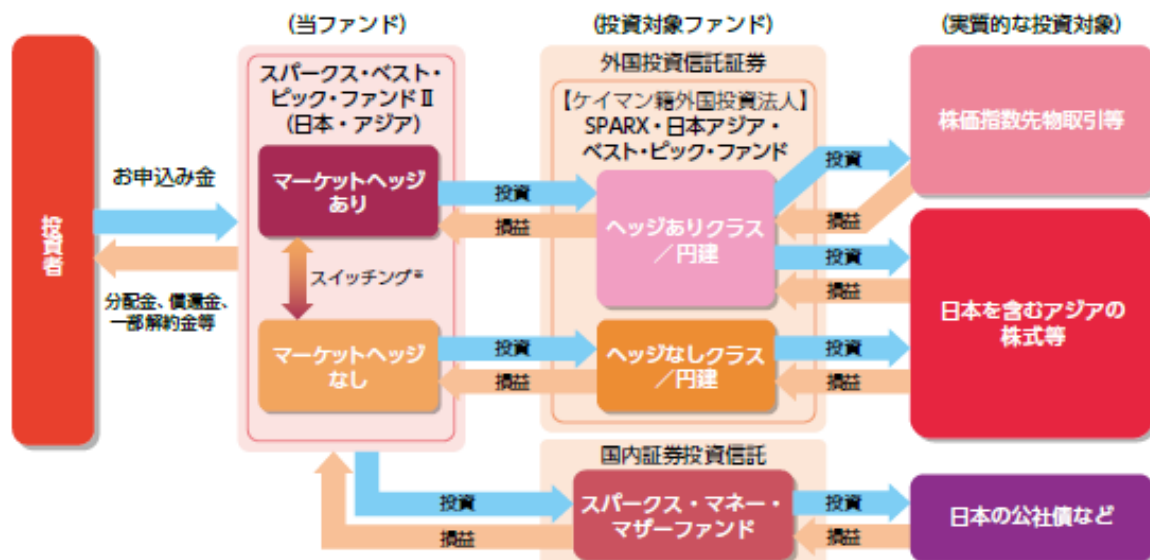 (当ファンド)
(投資対象ファンド)
(実質的な投資対象)
スパークス・ベスト・
ピック・ファンドⅡ
(日本・アジア)
外国投資信託証券
【ケイマン籍外国投資法人】
SPARX・日本アジア・
ベスト・ピック・ファンド
株価指数先物取引等
投資者
お申込み金
分配金、償還金、
一部解約金等
マーケットヘッジ
あり
投資
損益
ヘッジありクラス
/円建
投資
損益
投資
損益
スイッチング※
日本を含むアジアの
株式等
マーケットヘッジ
なし
投資
損益
ヘッジなしクラス
/円建
投資
損益
国内証券投資信託
投資
損益
スパークス・マネー・
マザーファンド
投資
損益
日本の公社債など